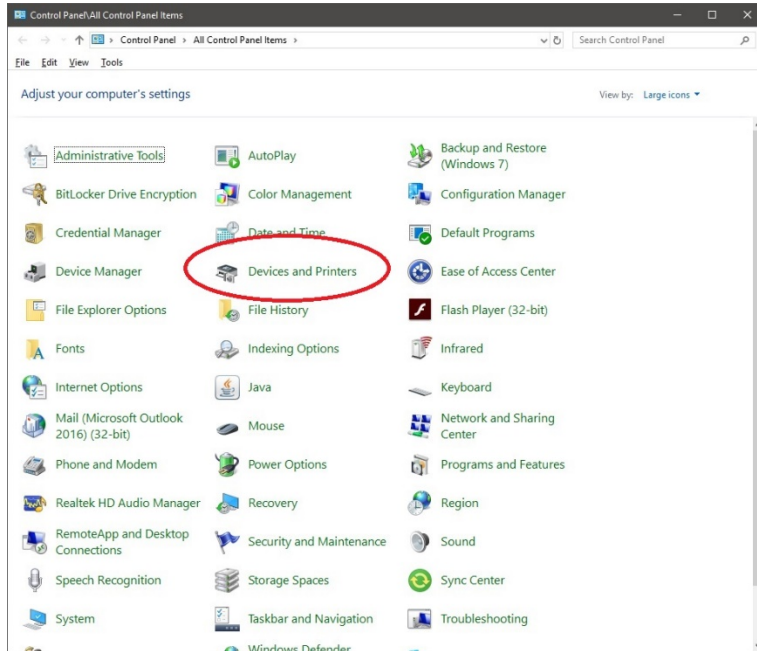 Control Panel\All Control Panel Items
Control Panel > All Control Panel Items >
Search Control Panel
File Edit View Tools
Adjust your computer's settings
View by: Large icons
Administrative Tools
AutoPlay
Backup and Restore
(Windows 7)
BitLocker Drive Encryption
Color Management
Configuration Manager
Credential Manager
Date and Time
Default Programs
Device Manager
Devices and Printers
Ease of Access Center
File Explorer Options
File History
Flash Player (32-bit)
Fonts
Indexing Options
Infrared
Internet Options
Java
Keyboard
Mail (Microsoft Outlook
2016) (32-bit)
Mouse
Network and Sharing
Center
Phone and Modem
Power Options
Programs and Features
Realtek HD Audio Manager
Recovery
Region
RemoteApp and Desktop
Connections
Security and Maintenance
Sound
Speech Recognition
Storage Spaces
Sync Center
System
Taskbar and Navigation
Troubleshooting
Windows Defender